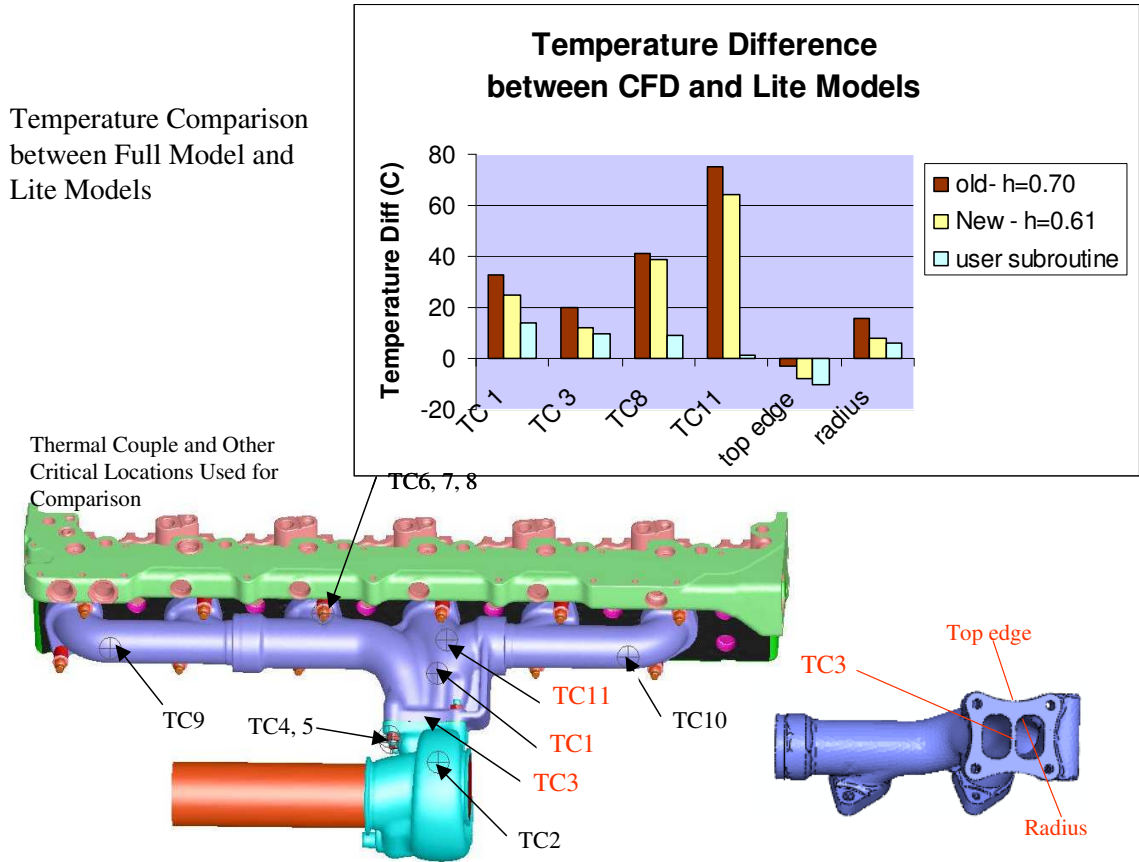 Temperature Comparison
between Full Model and
Lite Models
Temperature Difference
between CFD and Lite Models
Temperature Diff (C)
80
60
40
20
0
-20
TC 1
TC 3
TC8
TC11
top edge
radius
old- h=0.70
New - h=0.61
user subroutine
Thermal Couple and Other
Critical Locations Used for
Comparison
TC6, 7, 8
TC9
TC4, 5
TC11
TC1
TC3
TC2
TC10
Top edge
TC3
Radius